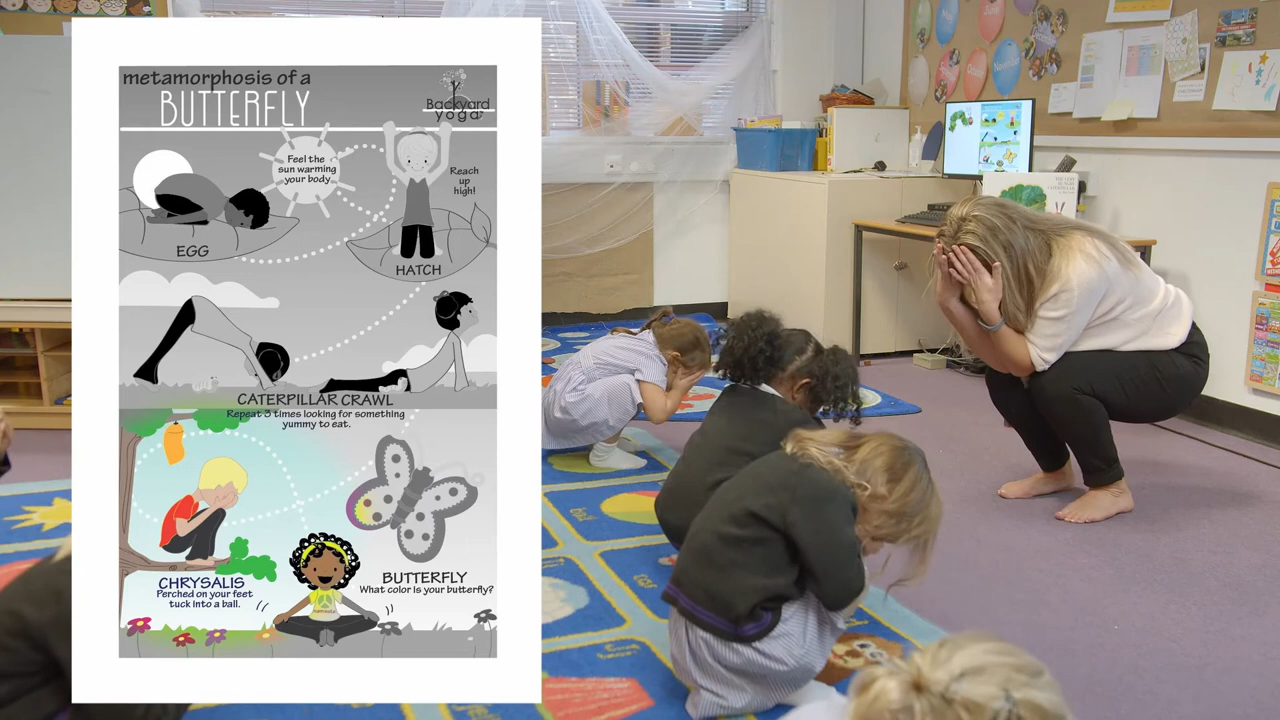 metamorphosis of a
BUTTERFLY
Backyard
yoga
Feel the
sun warming
your body.
Reach
up
high!
EGG
HATCH
CATERPILLAR CRAWL
Repeat 3 times looking for something
yummy to eat.
CHRYSALIS
Perched on your feet
tuck into a ball.
BUTTERFLY
What color is your butterfly?
namaste
November